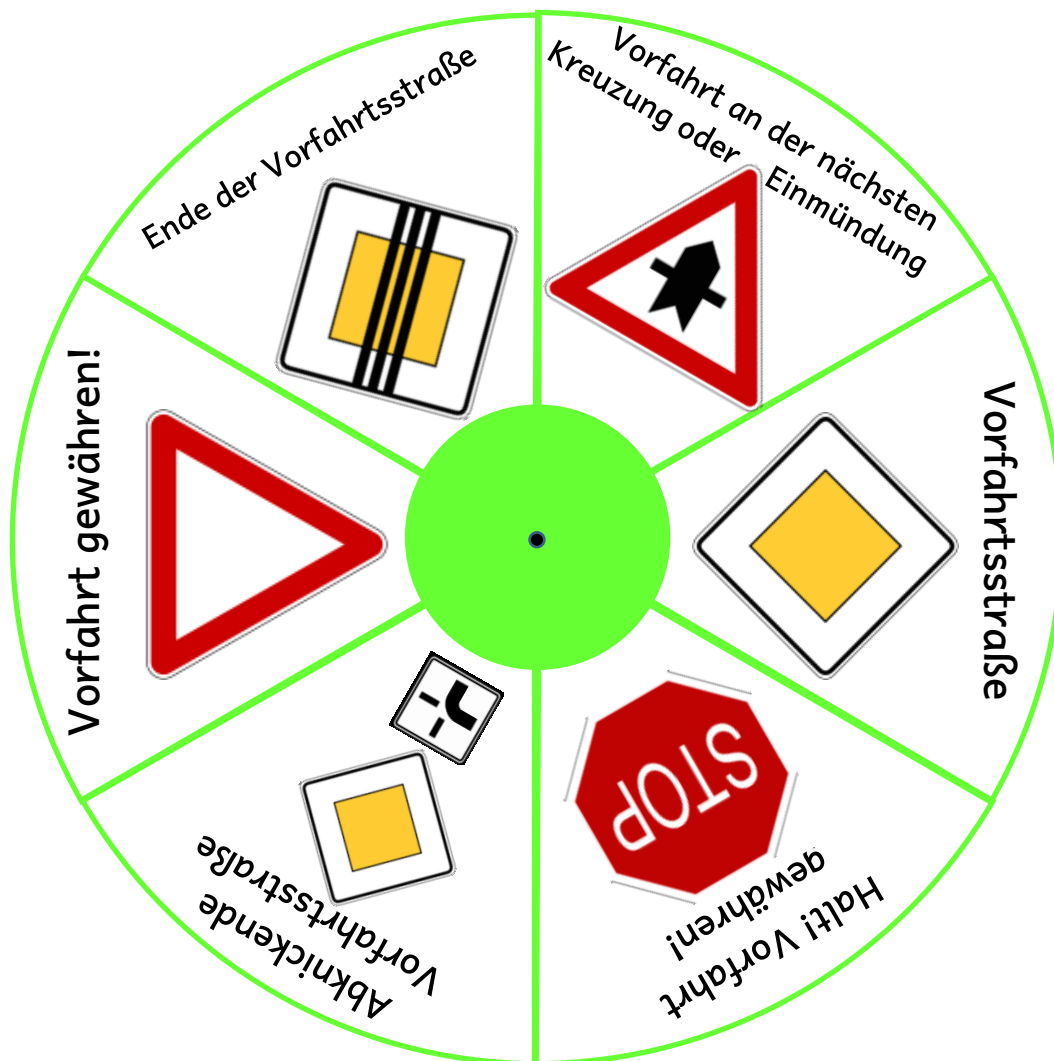 Vorfahrt an der nächsten
Kreuzung oder Einmündung
Vorfahrtsstraße
STOP
Halt! Vorfahrt
gewähren!
Abknickende
Vorfahrtsstraße
Vorfahrt gewähren!
Ende der Vorfahrtsstraße